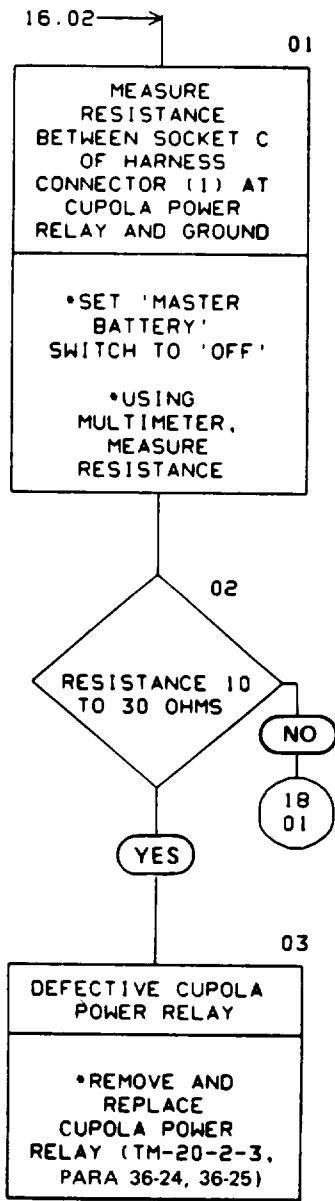 16.02
01
MEASURE
RESISTANCE
BETWEEN SOCKET C
OF HARNESS
CONNECTOR (1) AT
CUPOLA POWER
RELAY AND GROUND
*SET 'MASTER
BATTERY'
SWITCH TO 'OFF'
*USING
MULTIMETER,
MEASURE
RESISTANCE
02
RESISTANCE 10
TO 30 OHMS
NO
18
01
YES
03
DEFECTIVE CUPOLA
POWER RELAY
*REMOVE AND
REPLACE
CUPOLA POWER
RELAY (TM-20-2-3,
PARA 36-24, 36-25)